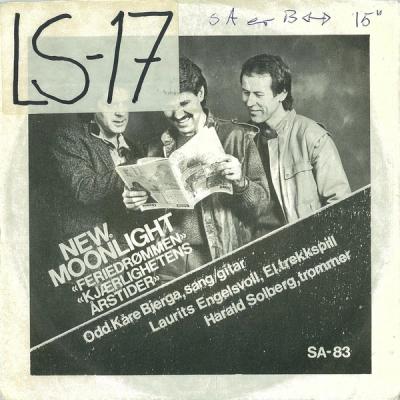 LS-17
SA er B ↔ 15"
NEW.
MOONLIGHT
«FERIEDRØMMEN»
«KJÆRLIGHETENS
ÅRSTIDER»
Odd Kåre Bjerga, sang/gitar
Laurits Engelsvoll, El.trekkspill
Harald Solberg, trommer
SA-83